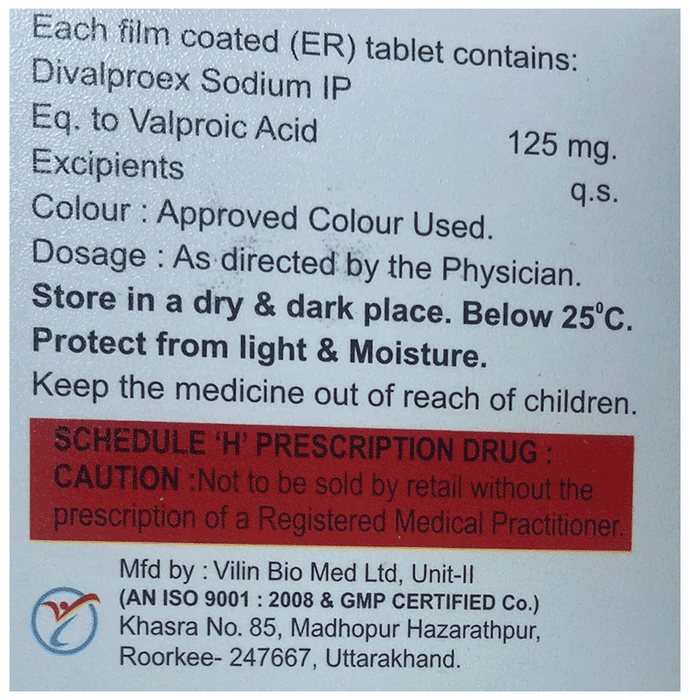 Each film coated (ER) tablet contains:
Divalproex Sodium IP
Eq. to Valproic Acid 125 mg.
Excipients q.s.
Colour : Approved Colour Used.
Dosage : As directed by the Physician.
Store in a dry & dark place. Below 25⁰C.
Protect from light & Moisture.
Keep the medicine out of reach of children.
SCHEDULE 'H' PRESCRIPTION DRUG :
CAUTION :Not to be sold by retail without the
prescription of a Registered Medical Practitioner.
Mfd by : Vilin Bio Med Ltd, Unit-II
(AN ISO 9001 : 2008 & GMP CERTIFIED Co.)
Khasra No. 85, Madhopur Hazarathpur,
Roorkee- 247667, Uttarakhand.